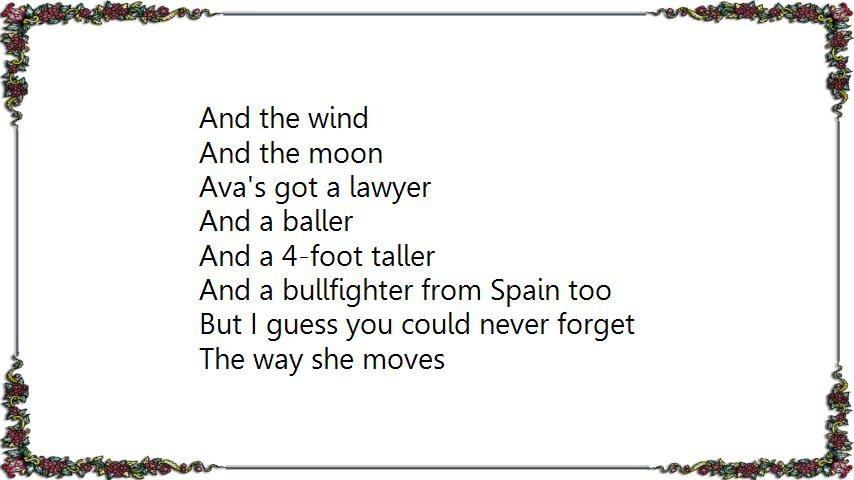 And the wind
And the moon
Ava's got a lawyer
And a baller
And a 4-foot taller
And a bullfighter from Spain too
But I guess you could never forget
The way she moves